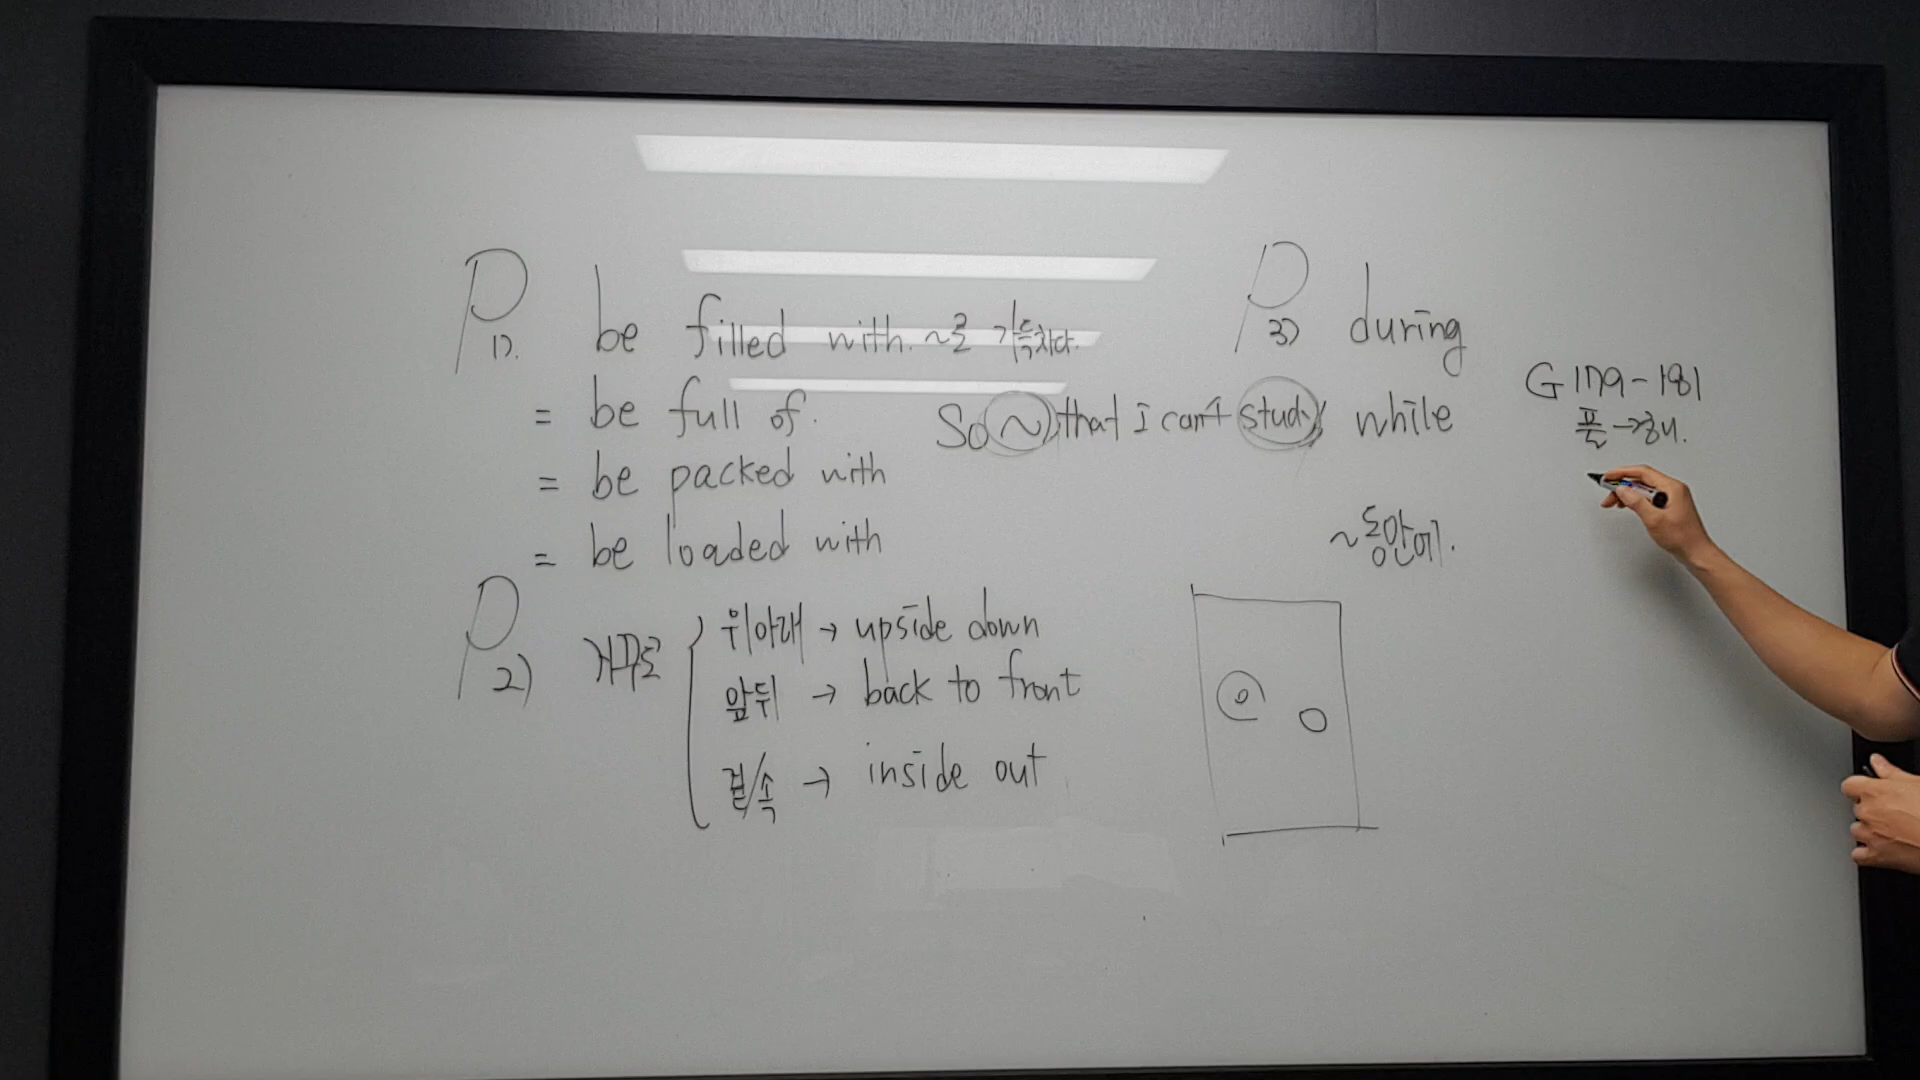 P 1). be filled with. ~로 가득차다.
= be full of.
= be packed with
= be loaded with
So ~ that I can't study
P 2) 거꾸로
위아래 → upside down
앞뒤 → back to front
겉/속 → inside out
P 3) during
while
~동안에.
G 179-181
풀→